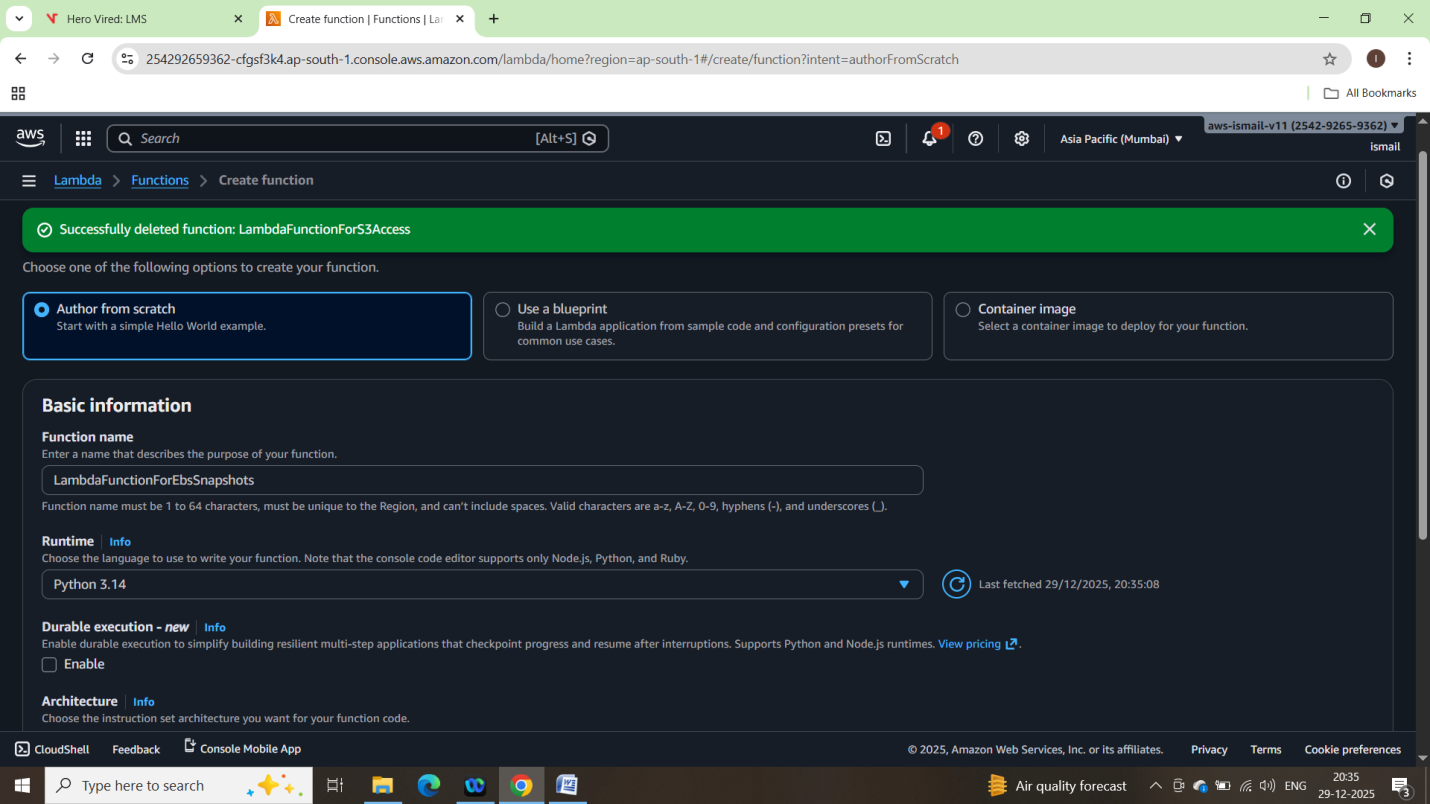 Hero Vired: LMS
Create function | Functions | Lar
254292659362-cfgsf3k4.ap-south-1.console.aws.amazon.com/lambda/home?region=ap-south-1#/create/function?intent=authorFromScratch
I
All Bookmarks
aws
Search
[Alt+S]
1
Asia Pacific (Mumbai)
aws-ismail-v11 (2542-9265-9362)
ismail
Lambda
Functions
Create function
Successfully deleted function: LambdaFunctionForS3Access
Choose one of the following options to create your function.
Author from scratch
Start with a simple Hello World example.
Use a blueprint
Build a Lambda application from sample code and configuration presets for
common use cases.
Container image
Select a container image to deploy for your function.
Basic information
Function name
Enter a name that describes the purpose of your function.
LambdaFunctionForEbsSnapshots
Function name must be 1 to 64 characters, must be unique to the Region, and can't include spaces. Valid characters are a-z, A-Z, 0-9, hyphens (-), and underscores (_).
Runtime Info
Choose the language to use to write your function. Note that the console code editor supports only Node.js, Python, and Ruby.
Python 3.14
Last fetched 29/12/2025, 20:35:08
Durable execution - new Info
Enable durable execution to simplify building resilient multi-step applications that checkpoint progress and resume after interruptions. Supports Python and Node.js runtimes. View pricing.
Enable
Architecture Info
Choose the instruction set architecture you want for your function code.
CloudShell
Feedback
Console Mobile App
© 2025, Amazon Web Services, Inc. or its affiliates.
Privacy
Terms
Cookie preferences
Type here to search
Air quality forecast
ENG
20:35
29-12-2025
3